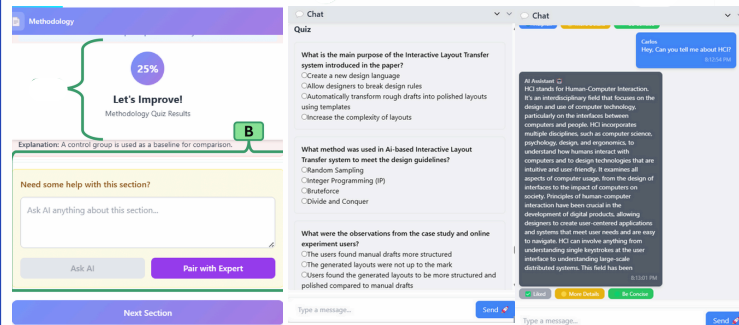 Methodology
25%
Let's Improve!
Methodology Quiz Results
B
Explanation: A control group is used as a baseline for comparison.
Need some help with this section?
Ask AI anything about this section...
Ask AI
Pair with Expert
Next Section
Chat
Quiz
What is the main purpose of the Interactive Layout Transfer
system introduced in the paper?
Create a new design language
Allow designers to break design rules
Automatically transform rough drafts into polished layouts
using templates
Increase the complexity of layouts
What method was used in Ai-based Interactive Layout
Transfer system to meet the design guidelines?
Random Sampling
Integer Programming (IP)
Bruteforce
Divide and Conquer
What were the observations from the case study and online
experiment users?
The users found manual drafts more structured
The generated layouts were not up to the mark
Users found the generated layouts to be more structured and
polished compared to manual drafts
Type a message...
Send
Chat
Carlos
Hey, Can you tell me about HCI?
8:12:54 PM
AI Assistant
HCI stands for Human-Computer Interaction.
It's an interdisciplinary field that focuses on the
design and use of computer technology,
particularly on the interfaces between
computers and people. HCI incorporates
multiple disciplines, such as computer science,
psychology, design, and ergonomics, to
understand how humans interact with
computers and to design technologies that are
intuitive and user-friendly. It examines all
aspects of computer usage, from the design of
interfaces to the impact of computers on
society. Principles of human-computer
interaction have been crucial in the
development of digital products, allowing
designers to create user-centered applications
and systems that meet user needs and are easy
to navigate. HCI can involve anything from
understanding single keystrokes at the user
interface to understanding large-scale
distributed systems. This field has been
8:13:01 PM
Liked
More Details
Be Concise
Type a message...
Send